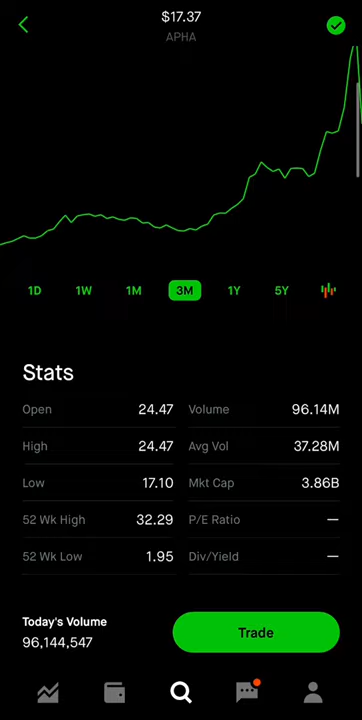 $17.37
APHA
1D 1W 1M 3M 1Y 5Y
Stats
Open 24.47 Volume 96.14M
High 24.47 Avg Vol 37.28M
Low 17.10 Mkt Cap 3.86B
52 Wk High 32.29 P/E Ratio —
52 Wk Low 1.95 Div/Yield —
Today's Volume
96,144,547
Trade